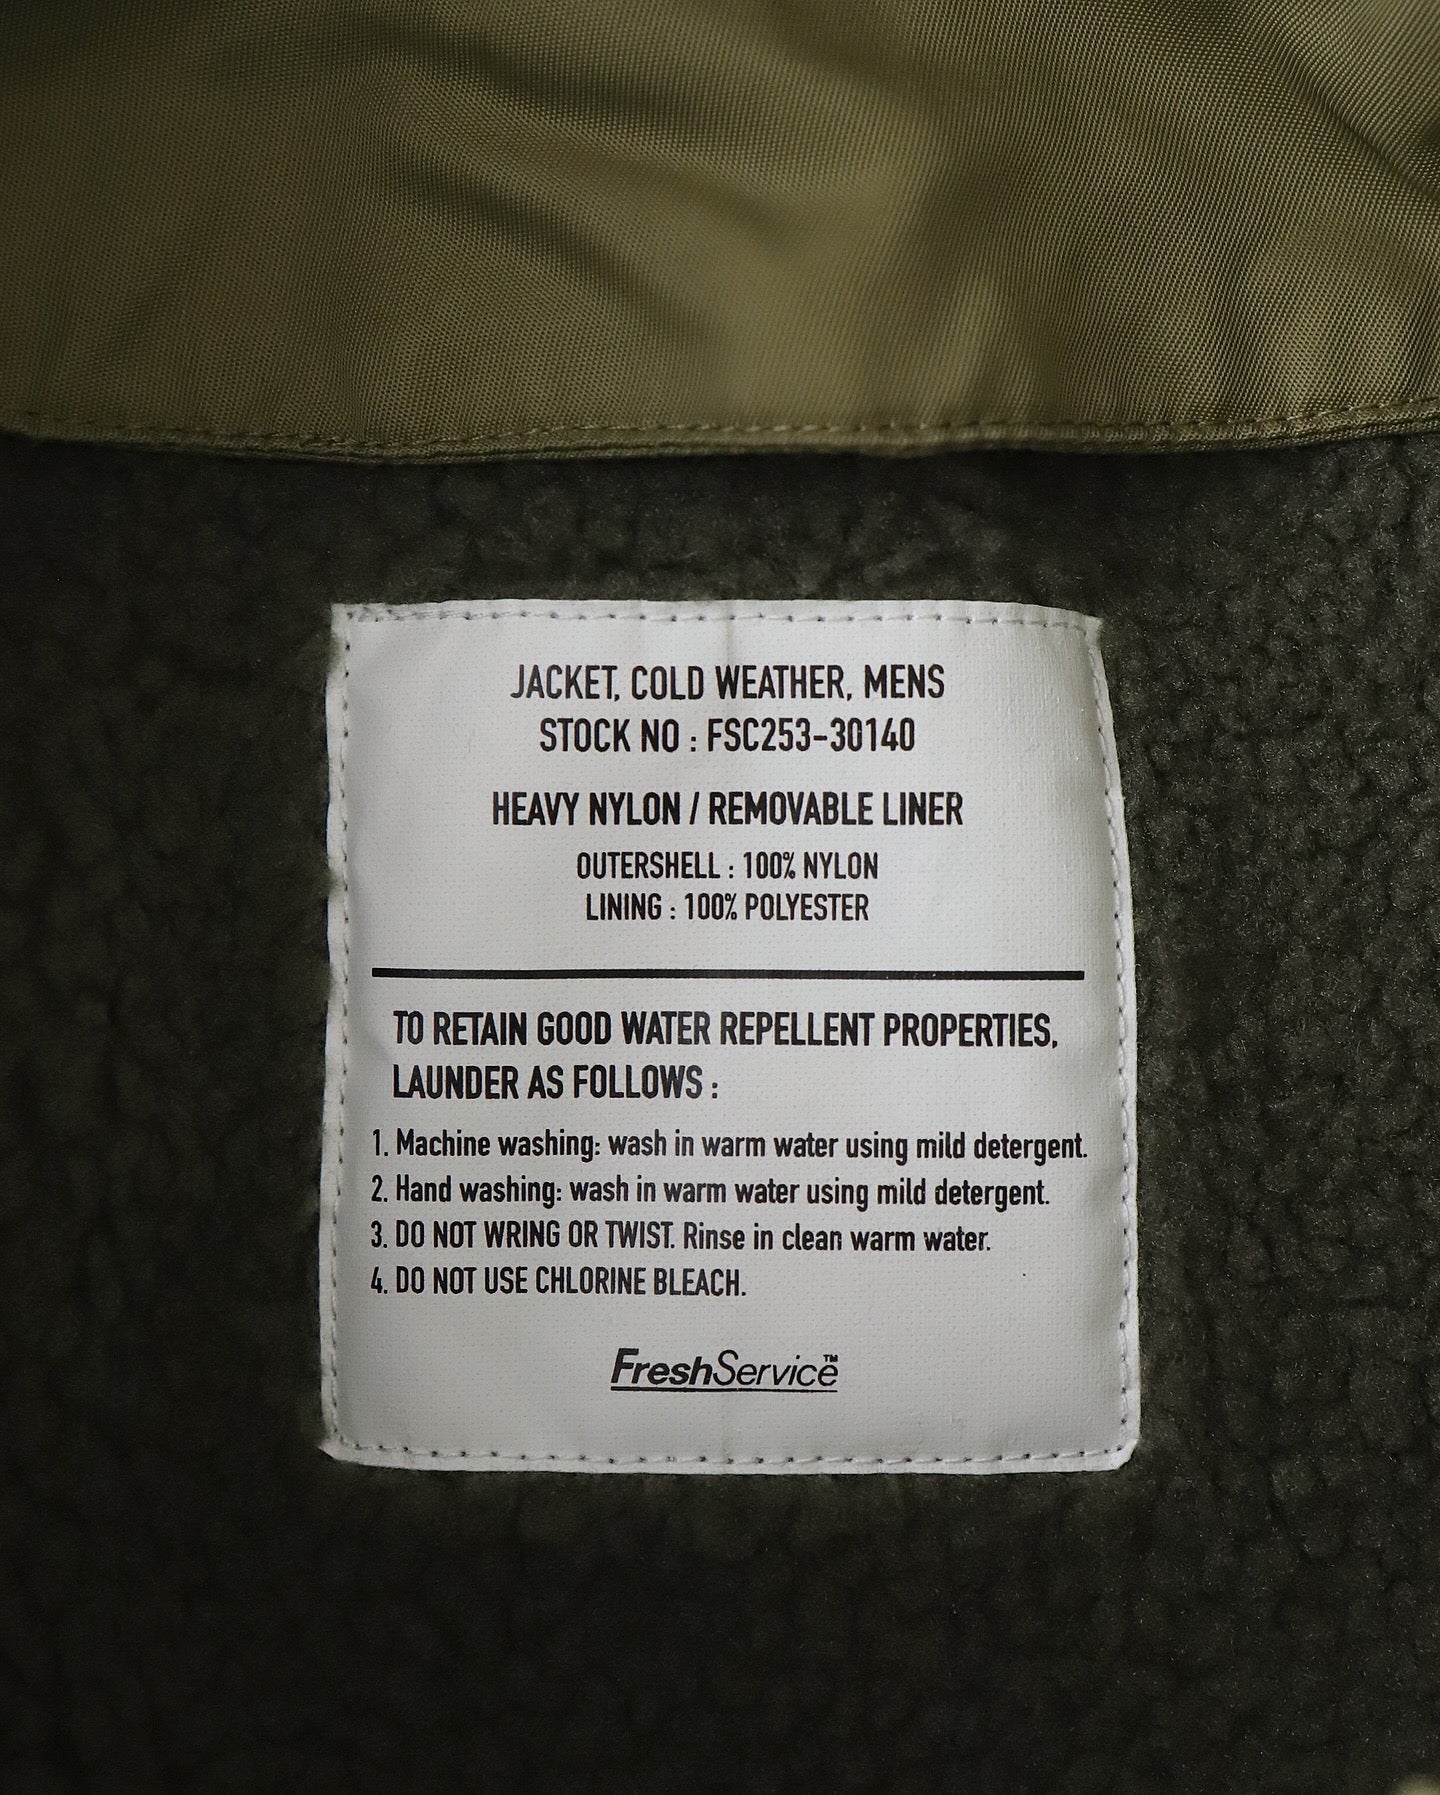 JACKET, COLD WEATHER, MENS
STOCK NO : FSC253-30140
HEAVY NYLON / REMOVABLE LINER
OUTERSHELL : 100% NYLON
LINING : 100% POLYESTER
TO RETAIN GOOD WATER REPELLENT PROPERTIES,
LAUNDER AS FOLLOWS :
1. Machine washing: wash in warm water using mild detergent.
2. Hand washing: wash in warm water using mild detergent.
3. DO NOT WRING OR TWIST. Rinse in clean warm water.
4. DO NOT USE CHLORINE BLEACH.
FreshService™